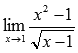 lim x→1 (x² − 1)/√(x − 1)